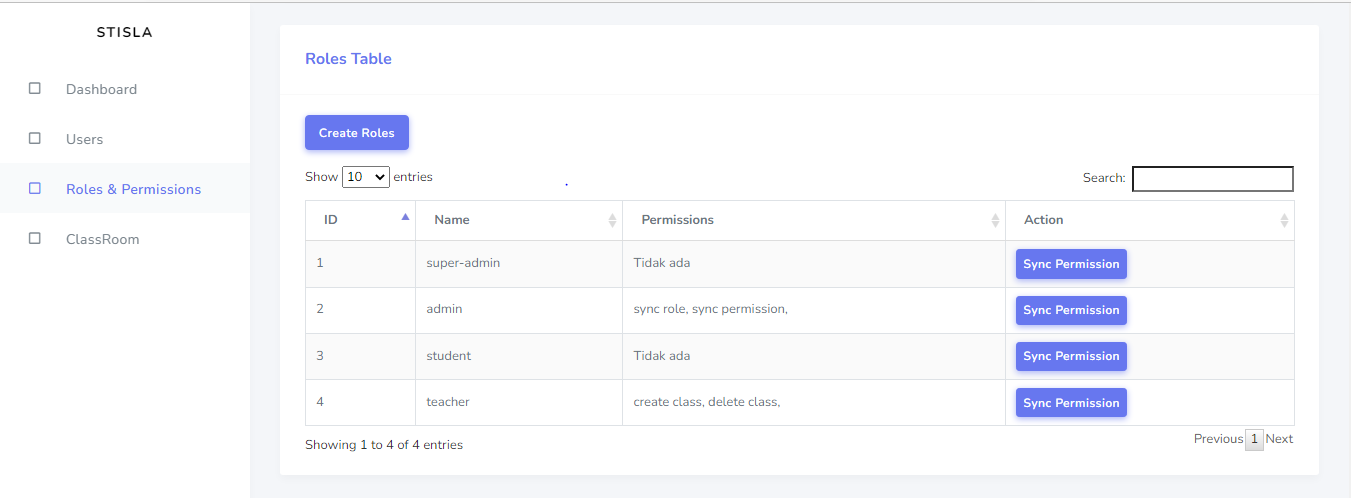 STISLA
Dashboard
Users
Roles & Permissions
ClassRoom
Roles Table
Create Roles
Show 10 entries
Search:
ID Name Permissions Action
1 super-admin Tidak ada Sync Permission
2 admin sync role, sync permission, Sync Permission
3 student Tidak ada Sync Permission
4 teacher create class, delete class, Sync Permission
Showing 1 to 4 of 4 entries
Previous 1 Next